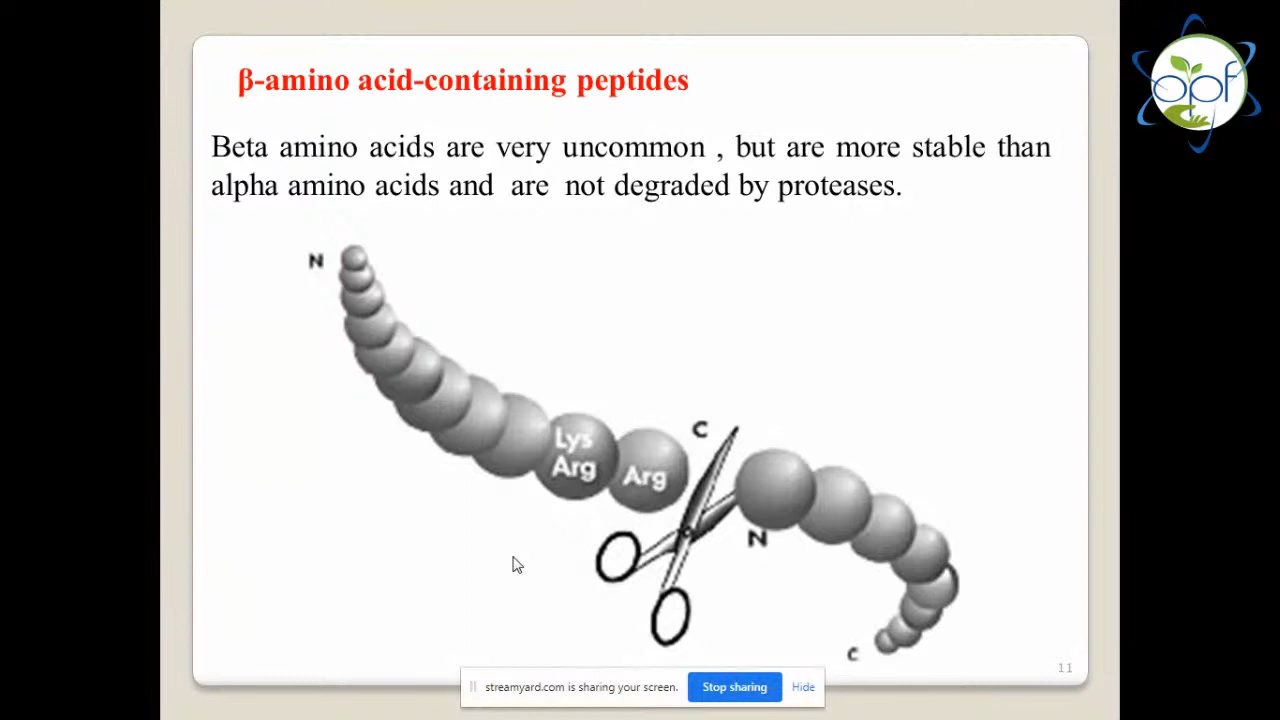 β-amino acid-containing peptides
Beta amino acids are very uncommon , but are more stable than
alpha amino acids and are not degraded by proteases.
N
Lys
Arg
Arg
C
N
C
11
streamyard.com is sharing your screen.
Stop sharing
Hide
opf